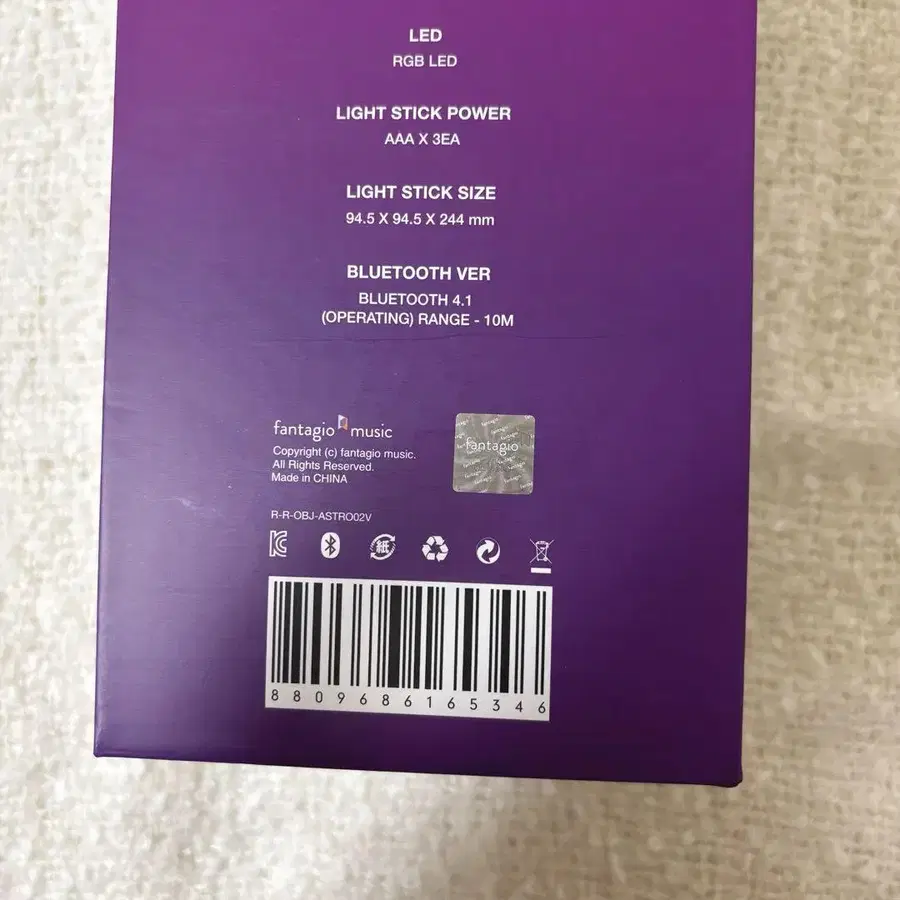 LED
RGB LED
LIGHT STICK POWER
AAA X 3EA
LIGHT STICK SIZE
94.5 X 94.5 X 244 mm
BLUETOOTH VER
BLUETOOTH 4.1
(OPERATING) RANGE - 10M
fantagio music
Copyright (c) fantagio music.
All Rights Reserved.
Made in CHINA
fantagio
R-R-OBJ-ASTRO02V
紙
8809686165346